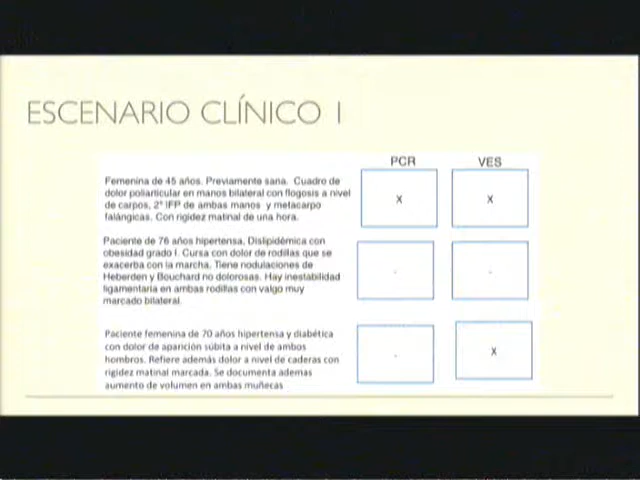 ESCENARIO CLÍNICO 1
PCR VES
Femenina de 45 años. Previamente sana. Cuadro de
dolor poliarticular en manos bilateral con flogosis a nivel
de carpos, 2° IFP de ambas manos y metacarpo
falángicas. Con rigidez matinal de una hora.
X X
Paciente de 76 años hipertensa. Dislipidémica con
obesidad grado I. Cursa con dolor de rodillas que se
exacerba con la marcha. Tiene nodulaciones de
Heberden y Bouchard no dolorosas. Hay inestabilidad
ligamentaria en ambas rodillas con valgo muy
marcado bilateral.
- -
Paciente femenina de 70 años hipertensa y diabética
con dolor de aparición súbita a nivel de ambos
hombros. Refiere además dolor a nivel de caderas con
rigidez matinal marcada. Se documenta ademas
aumento de volumen en ambas muñecas
- X